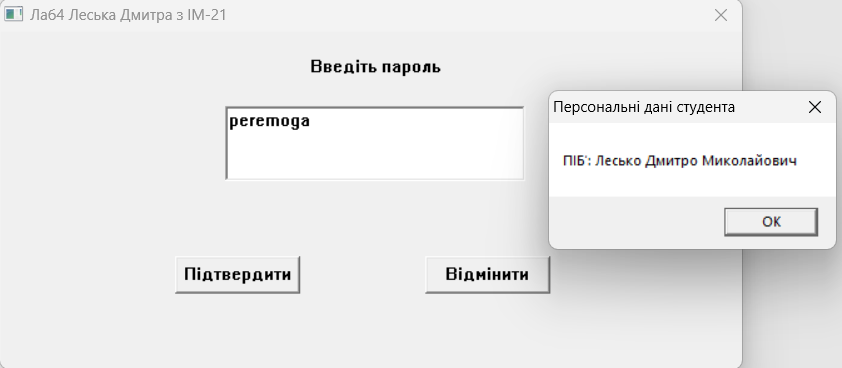 Лаб4 Леська Дмитра з ІМ-21
Введіть пароль
peremoga
Підтвердити
Відмінити
Персональні дані студента
ПІБ`: Лесько Дмитро Миколайович
OK